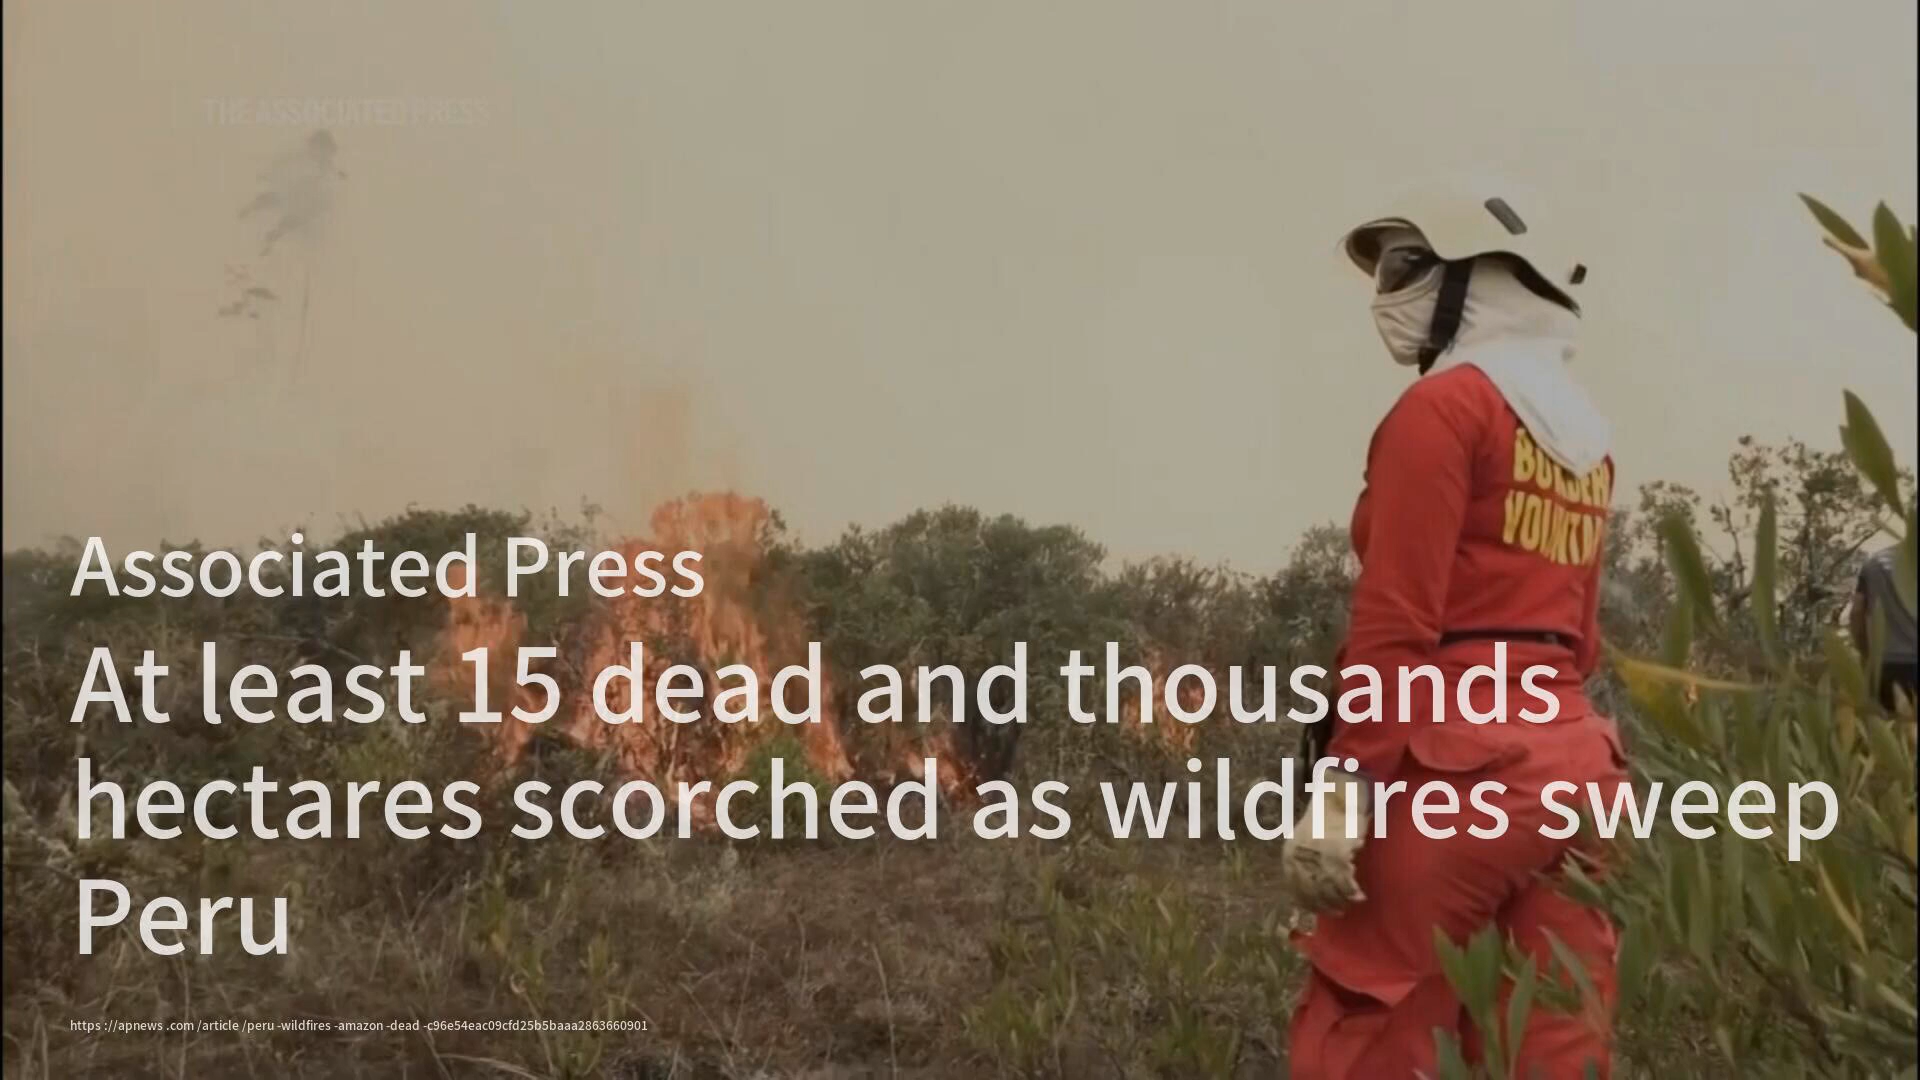 THE ASSOCIATED PRESS
Associated Press
At least 15 dead and thousands
hectares scorched as wildfires sweep
Peru
https://apnews.com/article/peru-wildfires-amazon-dead-c96e54eac09cfd25b5baaa2863660901